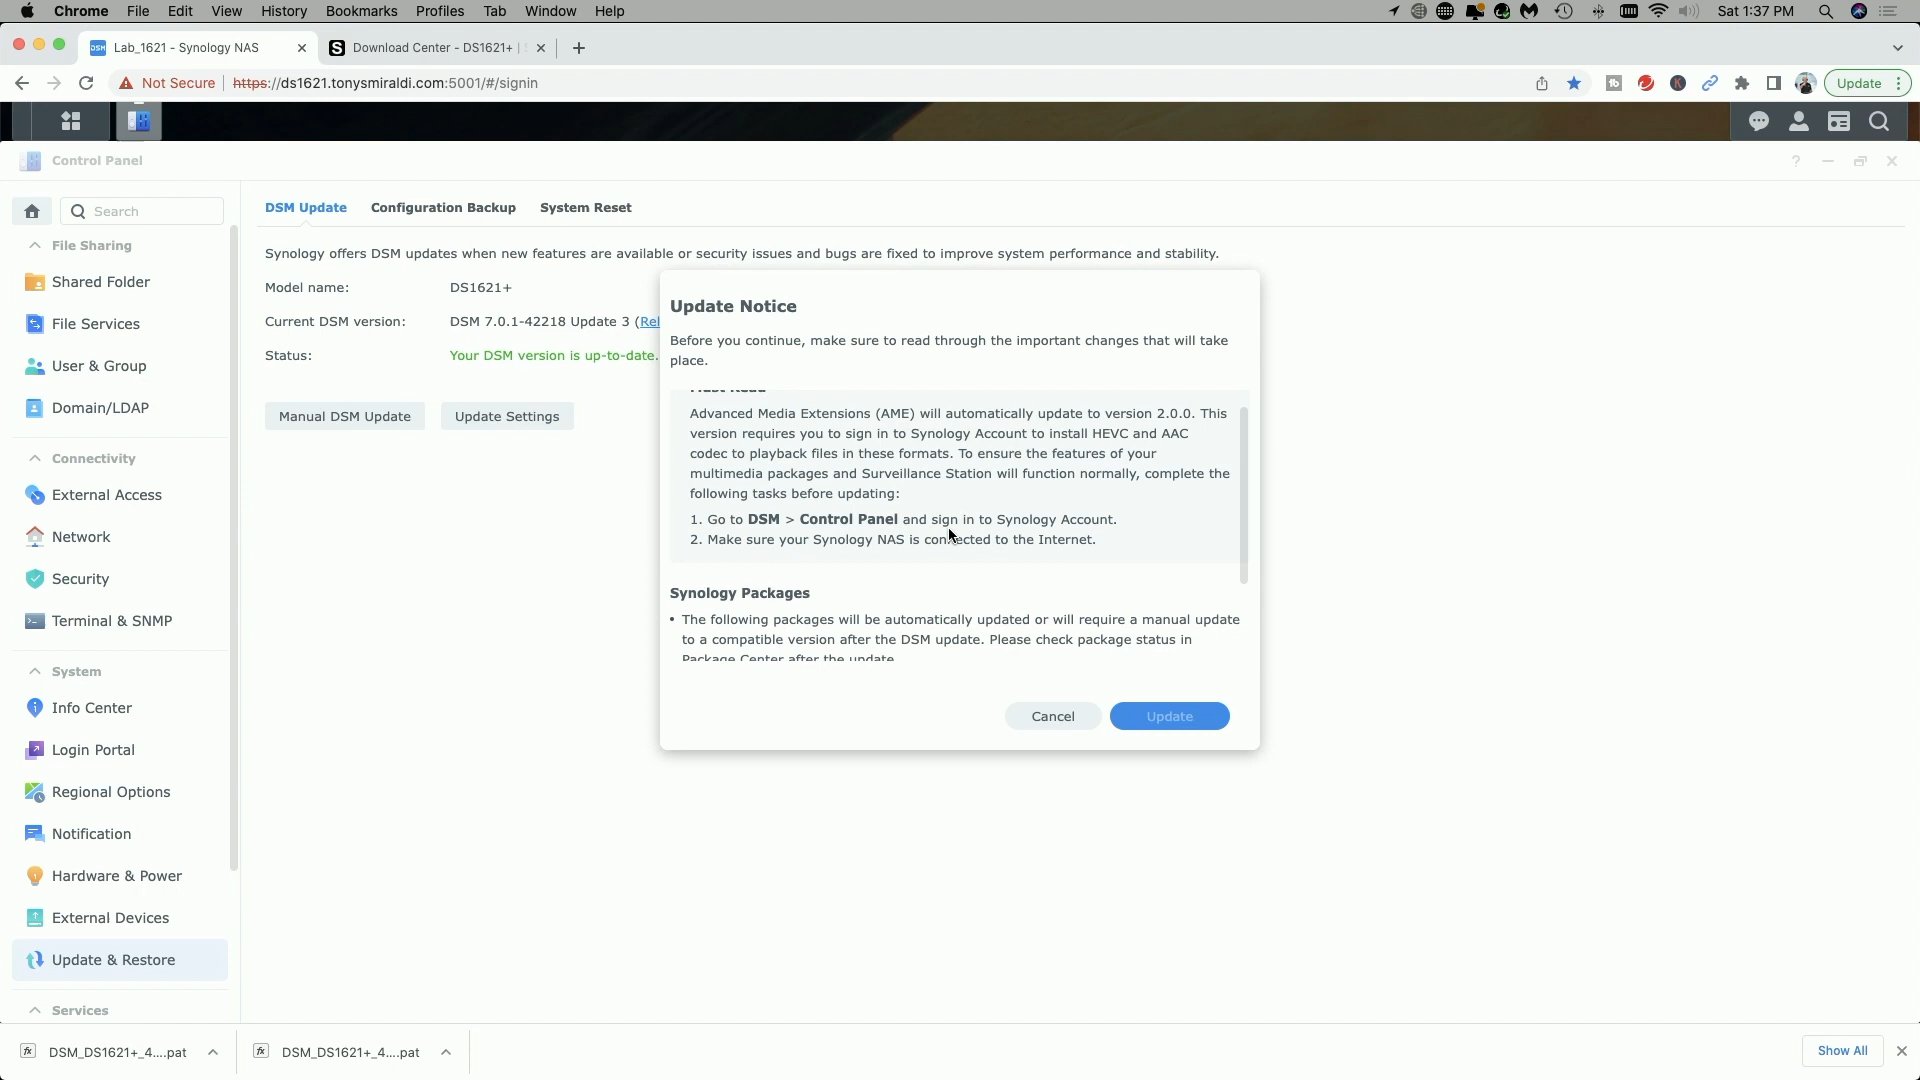 Chrome File Edit View History Bookmarks Profiles Tab Window Help Sat 1:37 PM
DSM Lab_1621 - Synology NAS Download Center - DS1621+ |
Not Secure https://ds1621.tonysmiraldi.com:5001/#/signin Update
Control Panel
Search
DSM Update Configuration Backup System Reset
File Sharing
Shared Folder
File Services
User & Group
Domain/LDAP
Connectivity
External Access
Network
Security
Terminal & SNMP
System
Info Center
Login Portal
Regional Options
Notification
Hardware & Power
External Devices
Update & Restore
Services
Synology offers DSM updates when new features are available or security issues and bugs are fixed to improve system performance and stability.
Model name: DS1621+
Current DSM version: DSM 7.0.1-42218 Update 3 (Rel
Status: Your DSM version is up-to-date.
Manual DSM Update Update Settings
Update Notice
Before you continue, make sure to read through the important changes that will take
place.
Must Read
Advanced Media Extensions (AME) will automatically update to version 2.0.0. This
version requires you to sign in to Synology Account to install HEVC and AAC
codec to playback files in these formats. To ensure the features of your
multimedia packages and Surveillance Station will function normally, complete the
following tasks before updating:
1. Go to DSM > Control Panel and sign in to Synology Account.
2. Make sure your Synology NAS is connected to the Internet.
Synology Packages
• The following packages will be automatically updated or will require a manual update
to a compatible version after the DSM update. Please check package status in
Package Center after the update.
Cancel Update
DSM_DS1621+_4....pat DSM_DS1621+_4....pat Show All